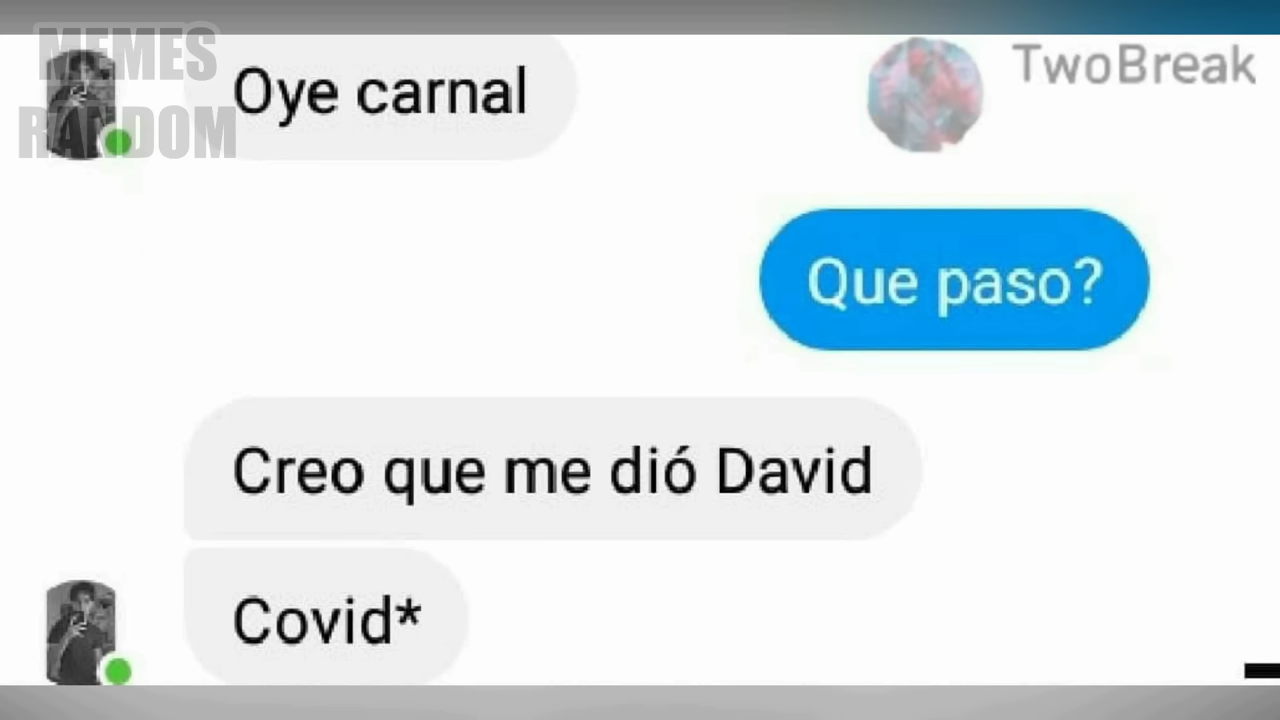 MEMES
RANDOM
Oye carnal
TwoBreak
Que paso?
Creo que me dió David
Covid*